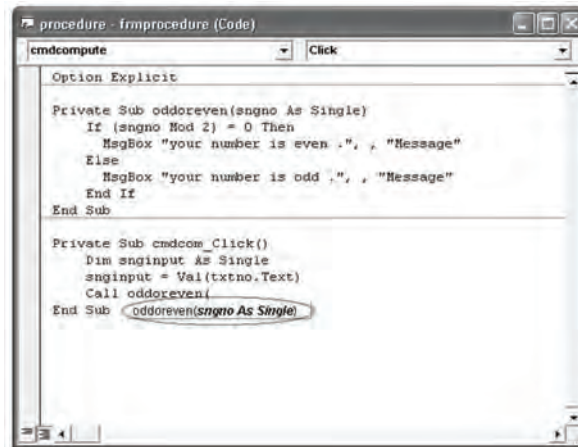 procedure - frmprocedure (Code)
cmdcompute Click
Option Explicit
Private Sub oddoreven(sngno As Single)
If (sngno Mod 2) = 0 Then
MsgBox "your number is even .", , "Message"
Else
MsgBox "your number is odd .", , "Message"
End If
End Sub
Private Sub cmdcom_Click()
Dim snginput As Single
snginput = Val(txtno.Text)
Call oddoreven(
End Sub oddoreven(sngno As Single)